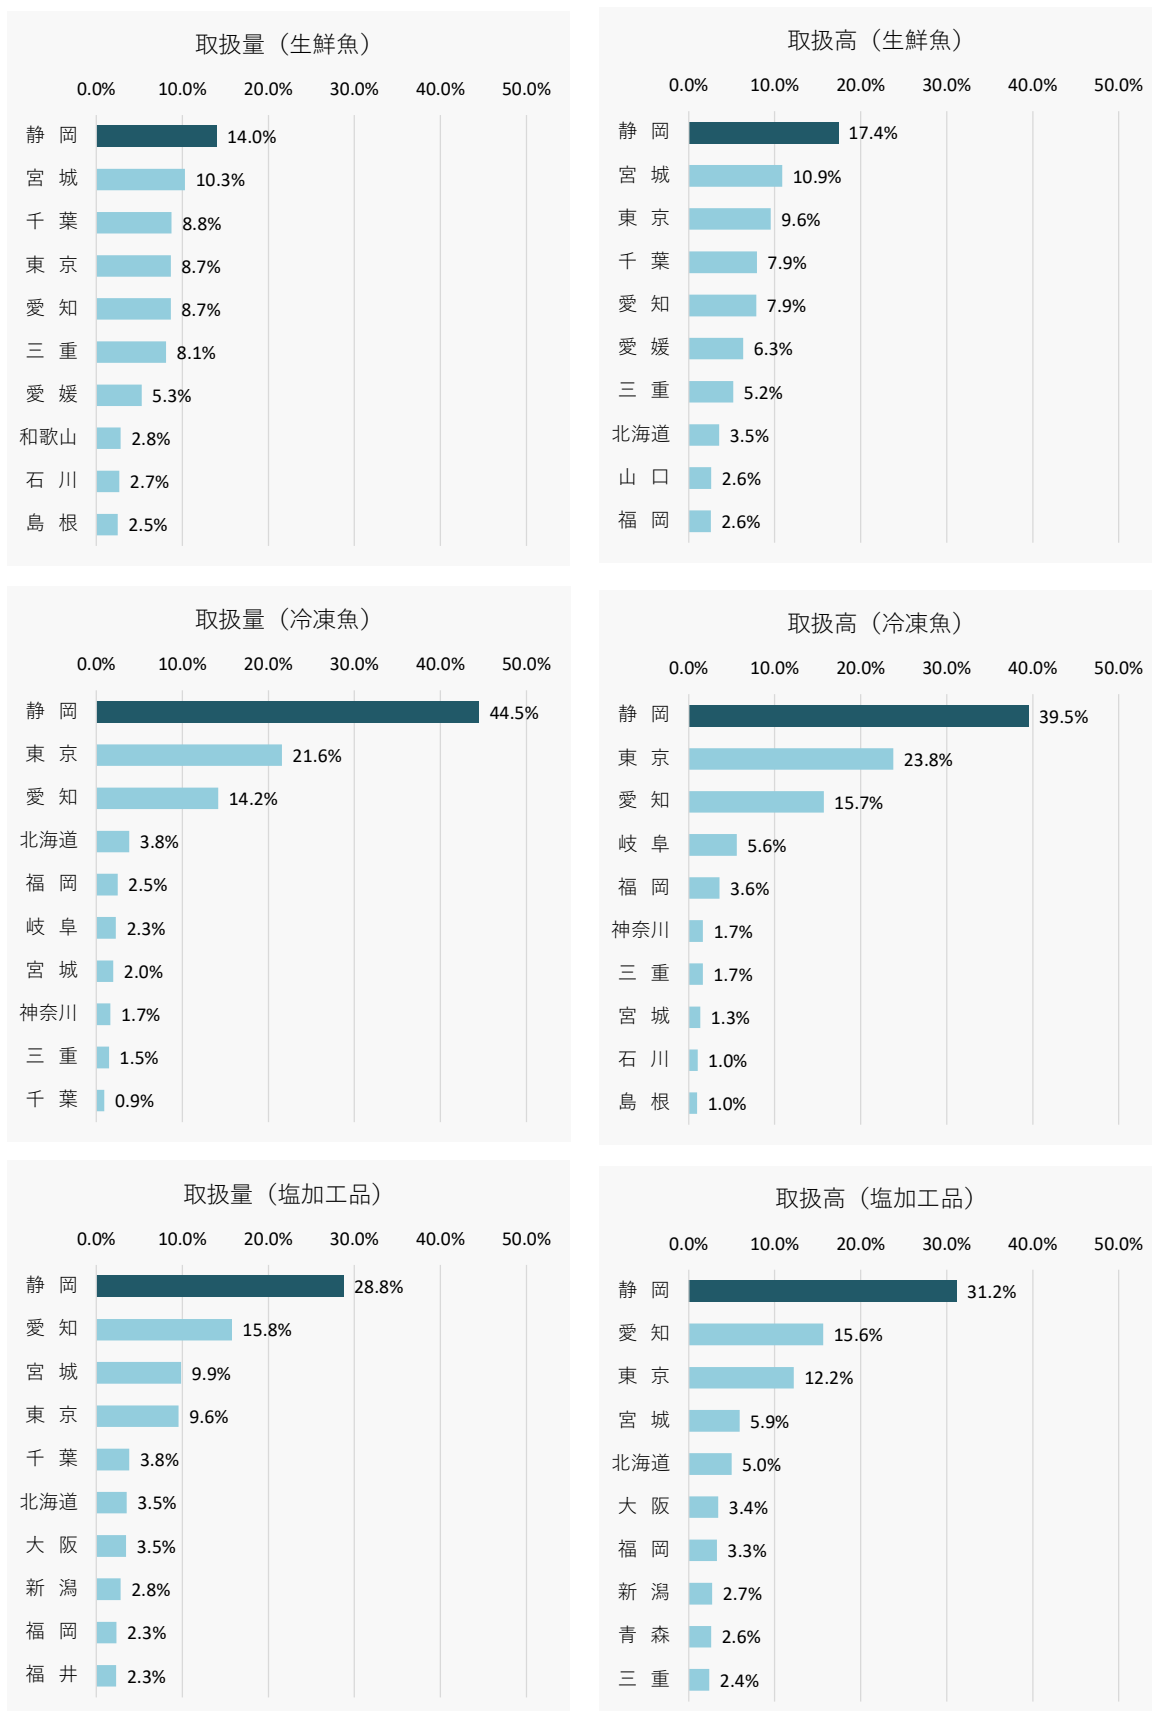 取扱量（生鮮魚）
0.0% 10.0% 20.0% 30.0% 40.0% 50.0%
静 岡 14.0%
宮 城 10.3%
千 葉 8.8%
東 京 8.7%
愛 知 8.7%
三 重 8.1%
愛 媛 5.3%
和歌山 2.8%
石 川 2.7%
島 根 2.5%
取扱高（生鮮魚）
0.0% 10.0% 20.0% 30.0% 40.0% 50.0%
静 岡 17.4%
宮 城 10.9%
東 京 9.6%
千 葉 7.9%
愛 知 7.9%
愛 媛 6.3%
三 重 5.2%
北海道 3.5%
山 口 2.6%
福 岡 2.6%
取扱量（冷凍魚）
0.0% 10.0% 20.0% 30.0% 40.0% 50.0%
静 岡 44.5%
東 京 21.6%
愛 知 14.2%
北海道 3.8%
福 岡 2.5%
岐 阜 2.3%
宮 城 2.0%
神奈川 1.7%
三 重 1.5%
千 葉 0.9%
取扱高（冷凍魚）
0.0% 10.0% 20.0% 30.0% 40.0% 50.0%
静 岡 39.5%
東 京 23.8%
愛 知 15.7%
岐 阜 5.6%
福 岡 3.6%
神奈川 1.7%
三 重 1.7%
宮 城 1.3%
石 川 1.0%
島 根 1.0%
取扱量（塩加工品）
0.0% 10.0% 20.0% 30.0% 40.0% 50.0%
静 岡 28.8%
愛 知 15.8%
宮 城 9.9%
東 京 9.6%
千 葉 3.8%
北海道 3.5%
大 阪 3.5%
新 潟 2.8%
福 岡 2.3%
福 井 2.3%
取扱高（塩加工品）
0.0% 10.0% 20.0% 30.0% 40.0% 50.0%
静 岡 31.2%
愛 知 15.6%
東 京 12.2%
宮 城 5.9%
北海道 5.0%
大 阪 3.4%
福 岡 3.3%
新 潟 2.7%
青 森 2.6%
三 重 2.4%